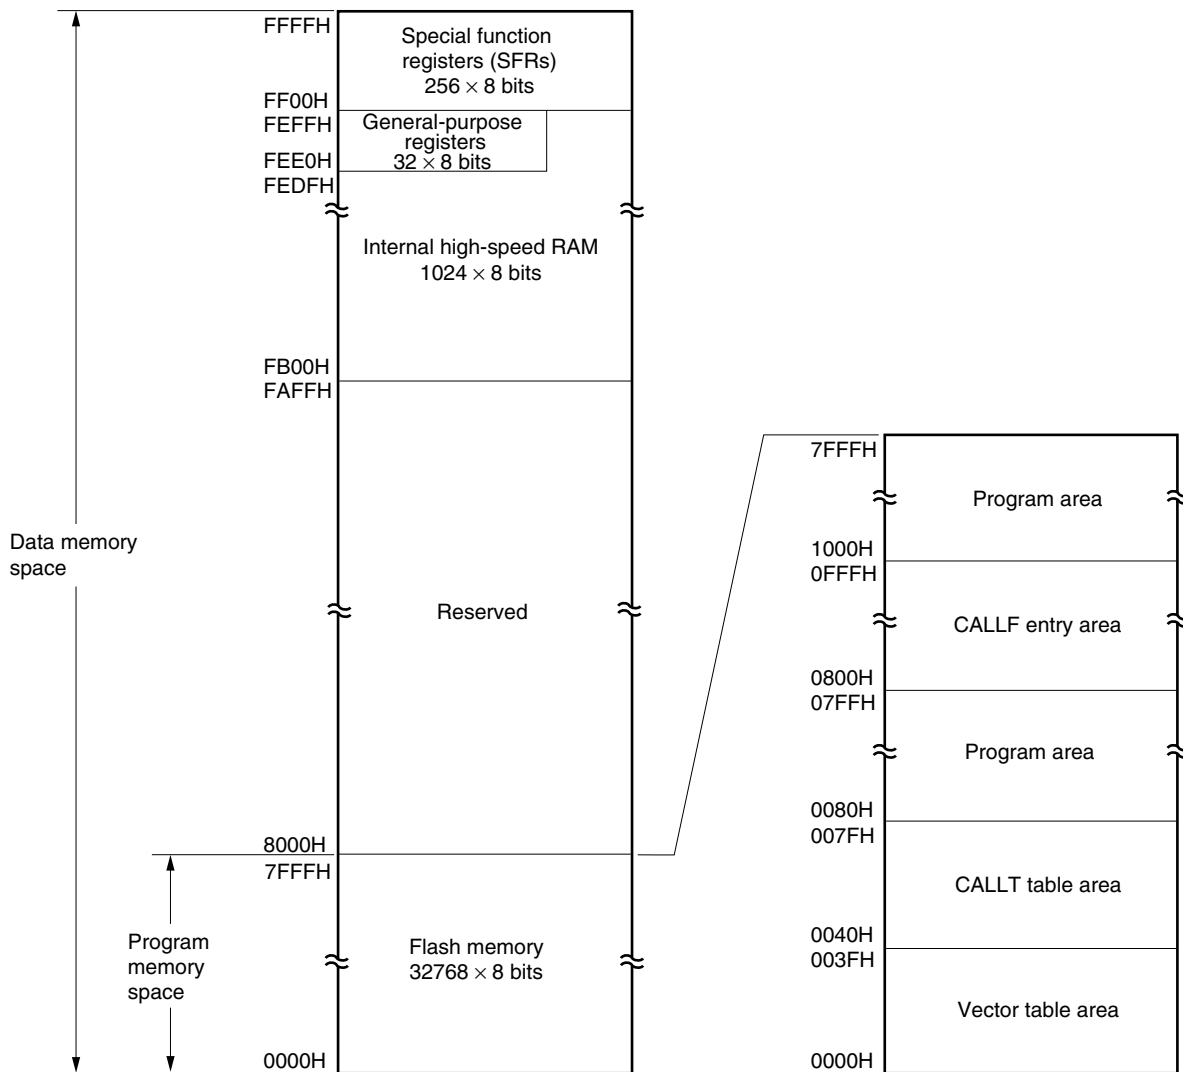 FFFFH
Special function
registers (SFRs)
256 × 8 bits
FF00H
FEFFH
General-purpose
registers
32 × 8 bits
FEE0H
FEDFH
Internal high-speed RAM
1024 × 8 bits
FB00H
FAFFH
Data memory
space
Reserved
8000H
7FFFH
Program
memory
space
Flash memory
32768 × 8 bits
0000H
7FFFH
Program area
1000H
0FFFH
CALLF entry area
0800H
07FFH
Program area
0080H
007FH
CALLT table area
0040H
003FH
Vector table area
0000H